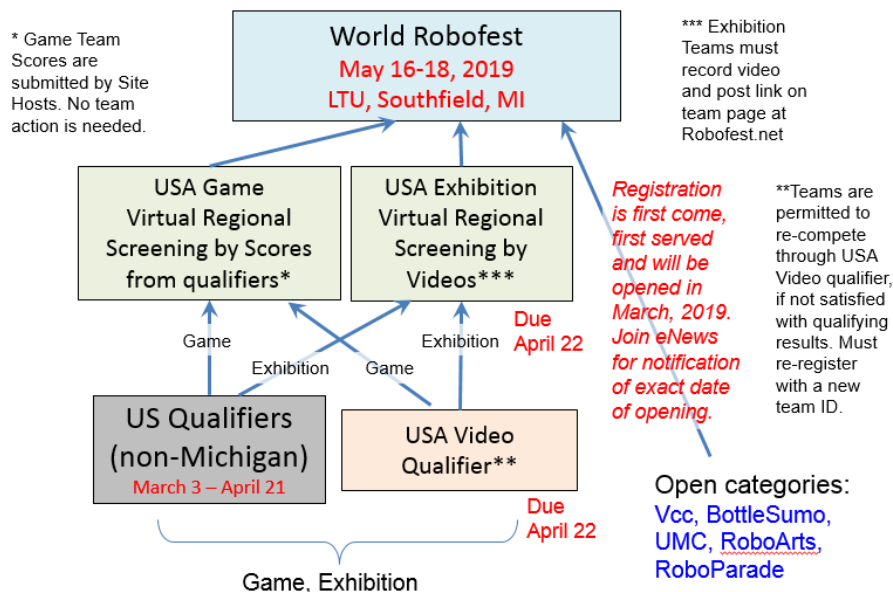 World Robofest
May 16-18, 2019
LTU, Southfield, MI
* Game Team
Scores are
submitted by Site
Hosts. No team
action is needed.
*** Exhibition
Teams must
record video
and post link on
team page at
Robofest.net
USA Game
Virtual Regional
Screening by Scores
from qualifiers*
USA Exhibition
Virtual Regional
Screening by
Videos***
Registration
is first come,
first served
and will be
opened in
March, 2019.
Join eNews
for notification
of exact date
of opening.
**Teams are
permitted to
re-compete
through USA
Video qualifier,
if not satisfied
with qualifying
results. Must
re-register
with a new
team ID.
Due
April 22
Game
Exhibition
Game
Exhibition
US Qualifiers
(non-Michigan)
March 3 – April 21
USA Video
Qualifier**
Due
April 22
Open categories:
Vcc, BottleSumo,
UMC, RoboArts,
RoboParade
Game, Exhibition